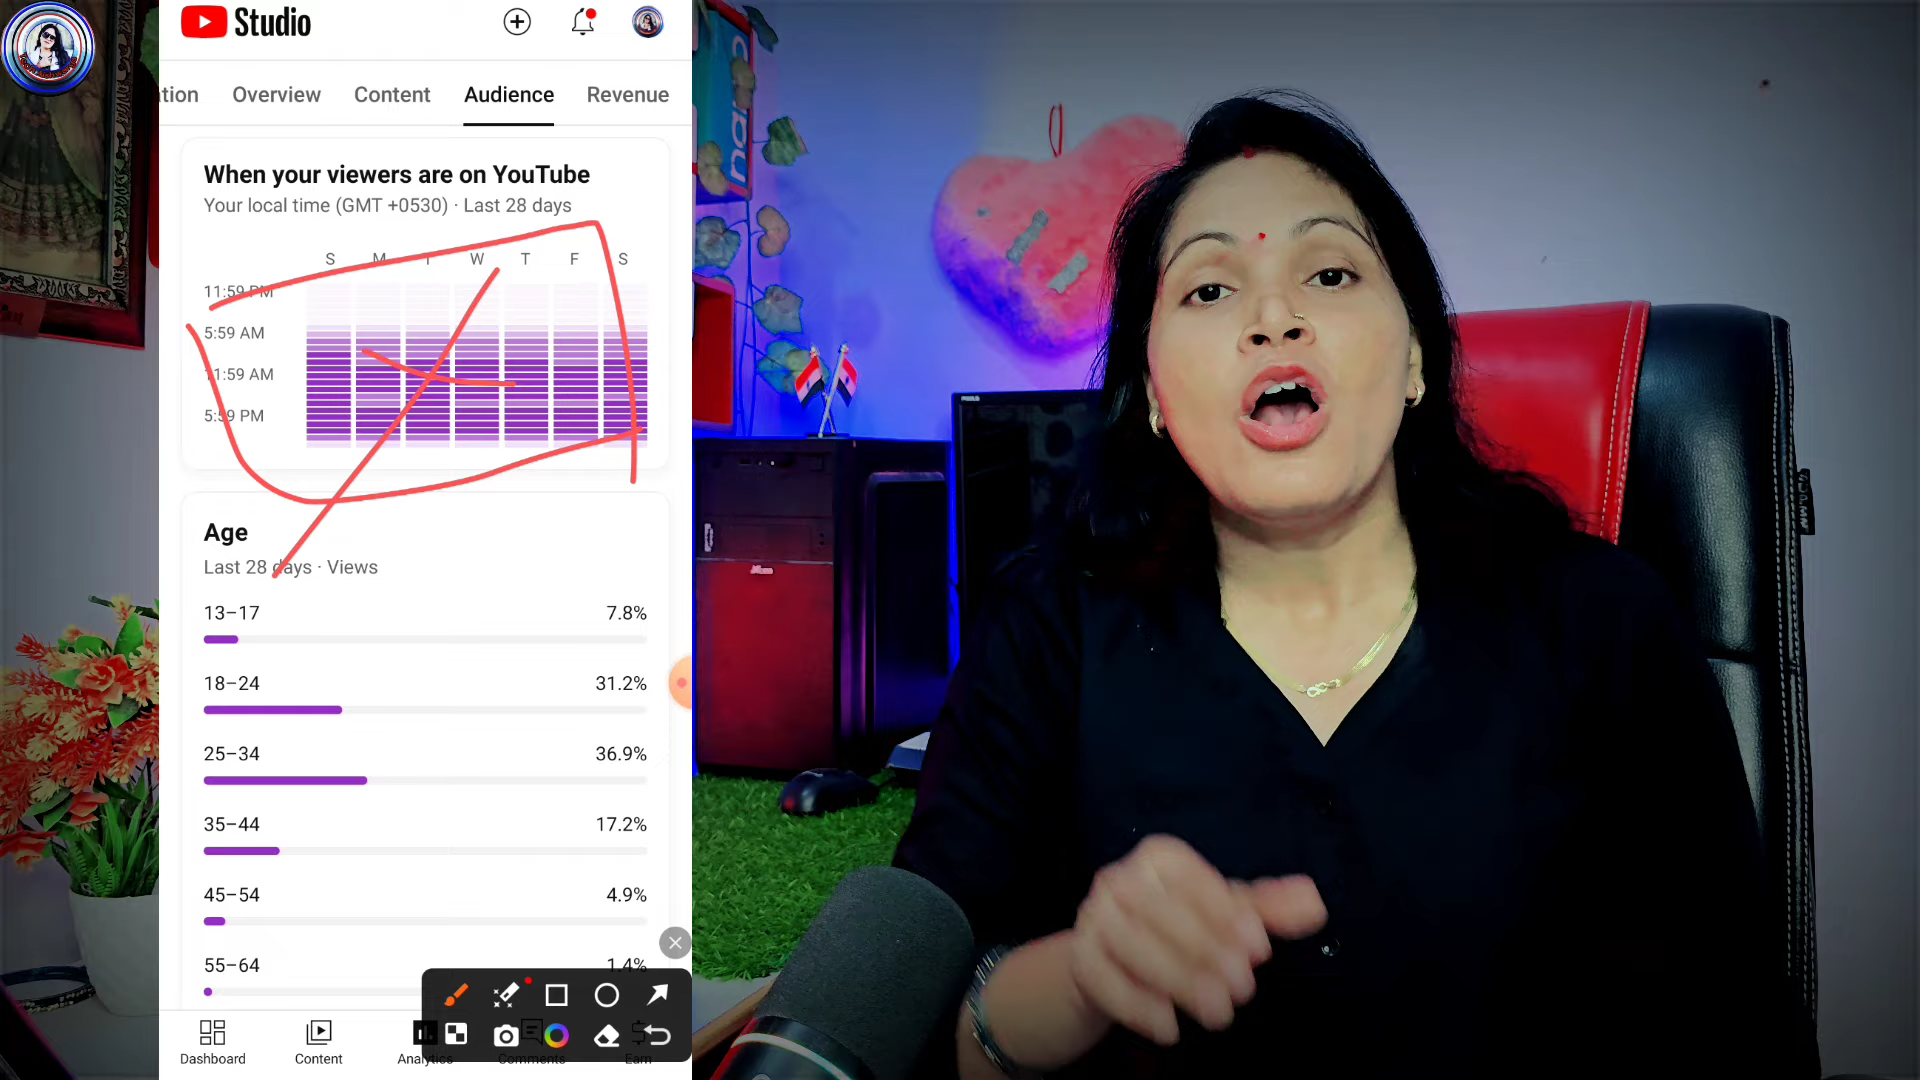 Studio
Overview
Content
Audience
Revenue
When your viewers are on YouTube
Your local time (GMT +0530) · Last 28 days
S M T W T F S
11:59 PM
5:59 AM
11:59 AM
5:59 PM
Age
Last 28 days · Views
13–17 7.8%
18–24 31.2%
25–34 36.9%
35–44 17.2%
45–54 4.9%
55–64 1.4%
Dashboard
Content
Analytics
Comments
Earn